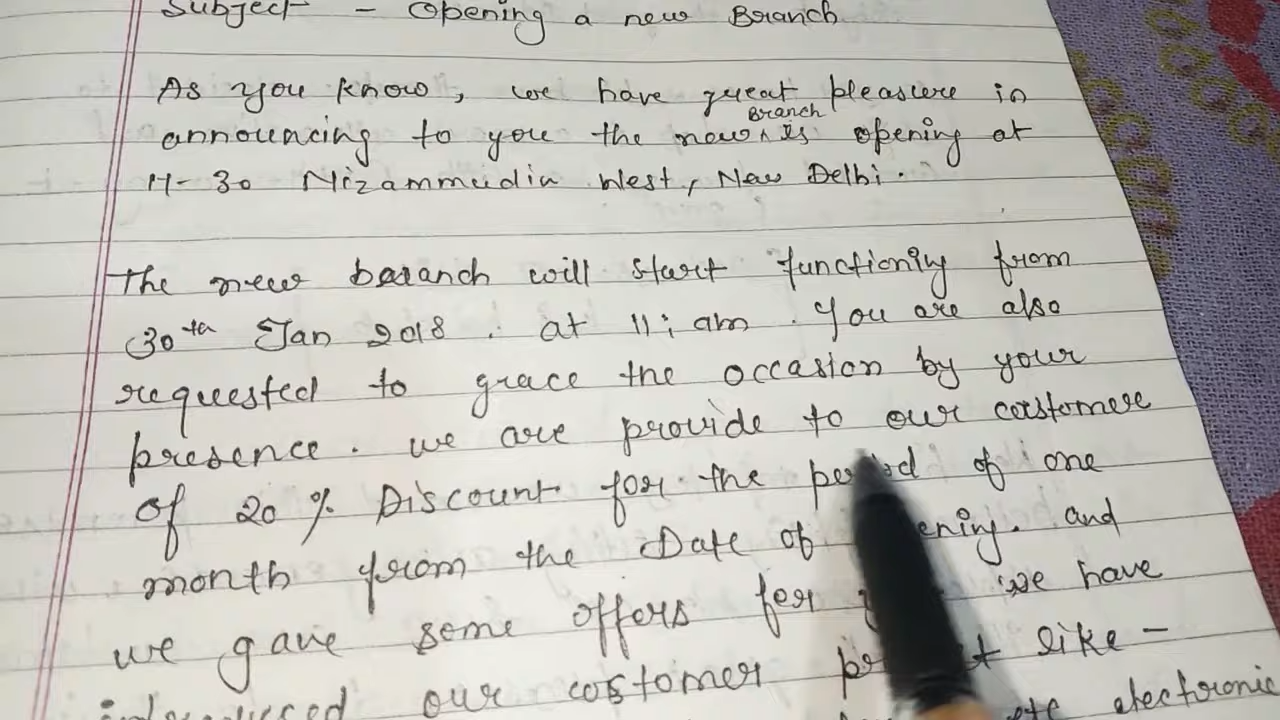 Subject - Opening a new Branch
As you know, we have great pleasure in
Branch
announcing to you the new is opening at
H-30 Nizammudin West, New Delhi.
The new branch will start functioning from
30th Jan 2018. at 11: am. You are also
requested to grace the occasion by your
presence. we are provide to our customer
of 20% Discount for the period of one
month from the Date of and
we gave some offers for we have
our costomer like -
electronic